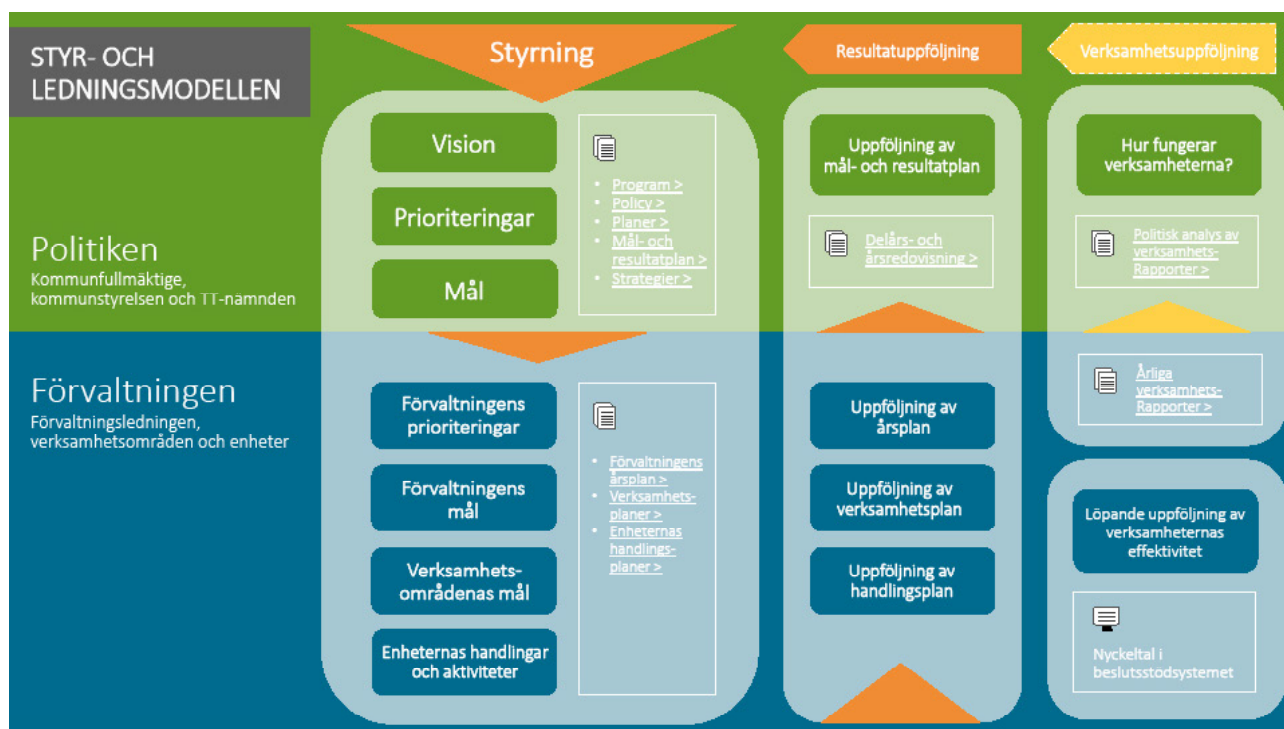 STYR- OCH
LEDNINGSMODELLEN
Politiken
Kommunfullmäktige,
kommunstyrelsen och TT-nämnden
Förvaltningen
Förvaltningsledningen,
verksamhetsområden och enheter
Styrning
Vision
Prioriteringar
Mål
• Program >
• Policy >
• Planer >
• Mål- och
resultatplan >
• Strategier >
Förvaltningens
prioriteringar
Förvaltningens
mål
Verksamhets-
områdenas mål
Enheternas handlingar
och aktiviteter
• Förvaltningens
årsplan >
• Verksamhets-
planer >
• Enheternas
handlings-
planer >
Resultatuppföljning
Uppföljning av
mål- och resultatplan
Delårs- och
årsredovisning >
Uppföljning av
årsplan
Uppföljning av
verksamhetsplan
Uppföljning av
handlingsplan
Verksamhetsuppföljning
Hur fungerar
verksamheterna?
Politisk analys av
verksamhets-
Rapporter >
Årliga
verksamhets-
Rapporter >
Löpande uppföljning av
verksamheternas
effektivitet
Nyckeltal i
beslutsstödsystemet